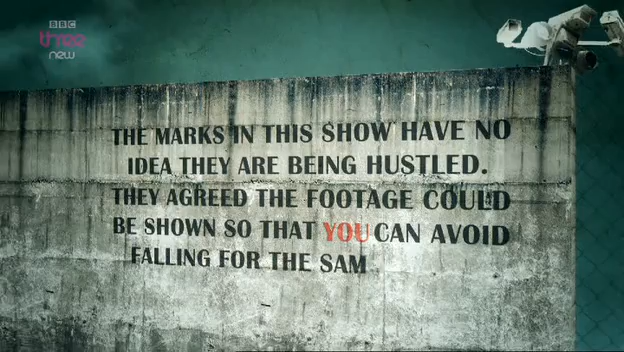 BBC
three
new
THE MARKS IN THIS SHOW HAVE NO
IDEA THEY ARE BEING HUSTLED.
THEY AGREED THE FOOTAGE COULD
BE SHOWN SO THAT YOU CAN AVOID
FALLING FOR THE SAM